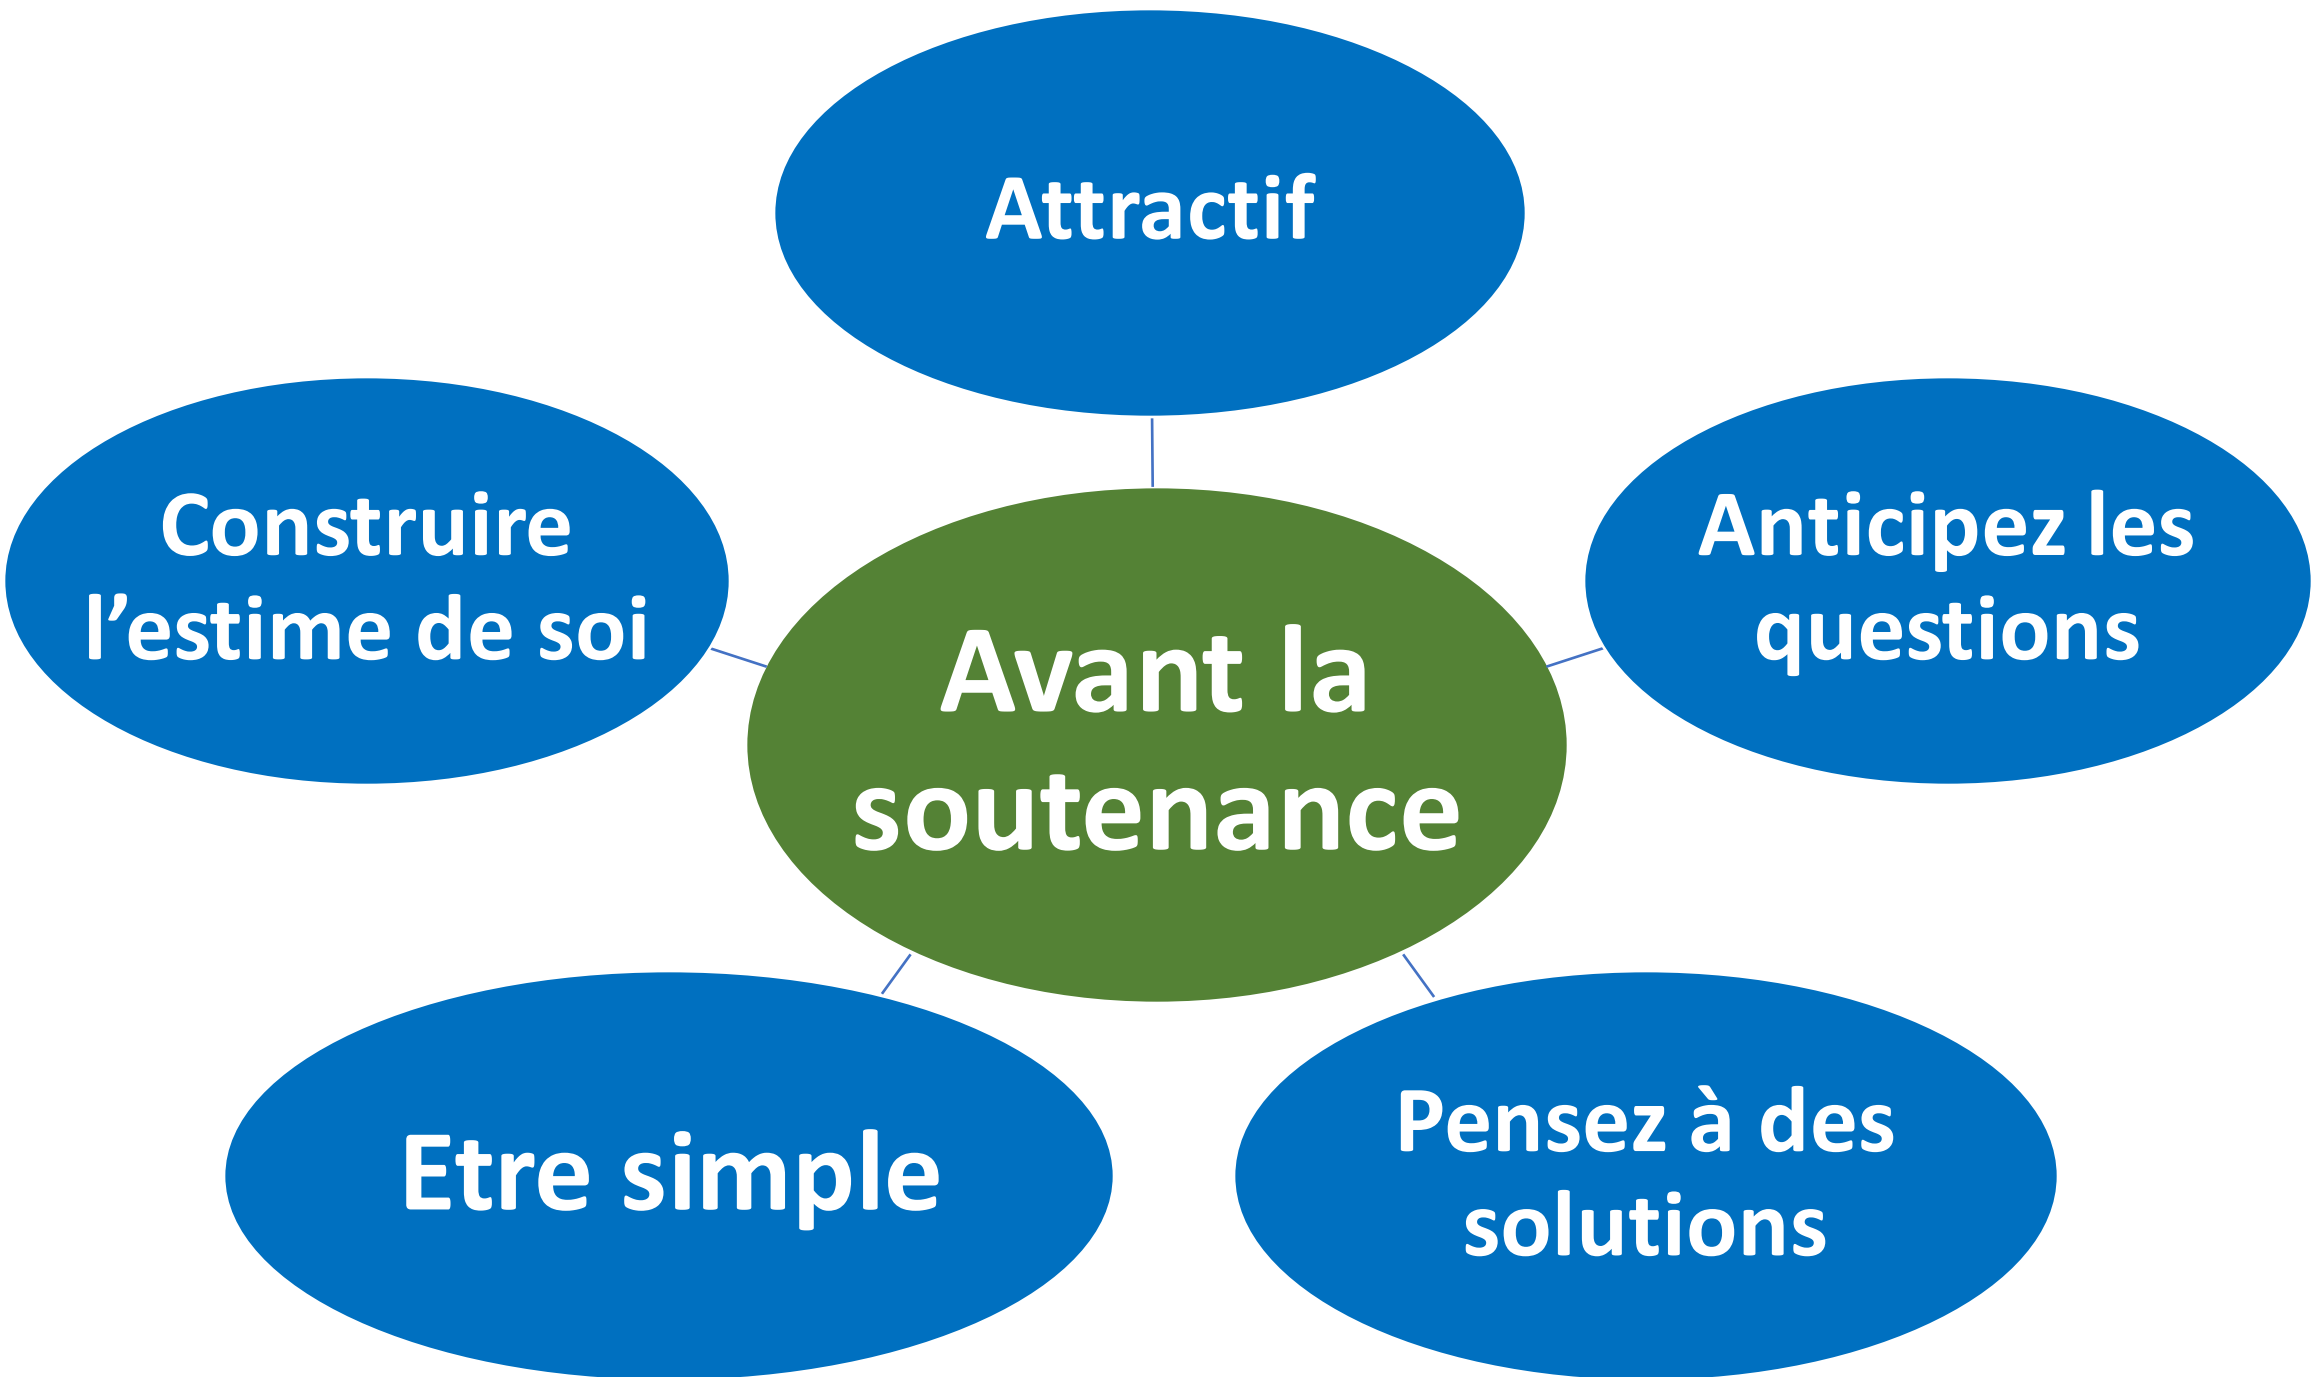 Attractif
Construire
l’estime de soi
Anticipez les
questions
Avant la
soutenance
Etre simple
Pensez à des
solutions